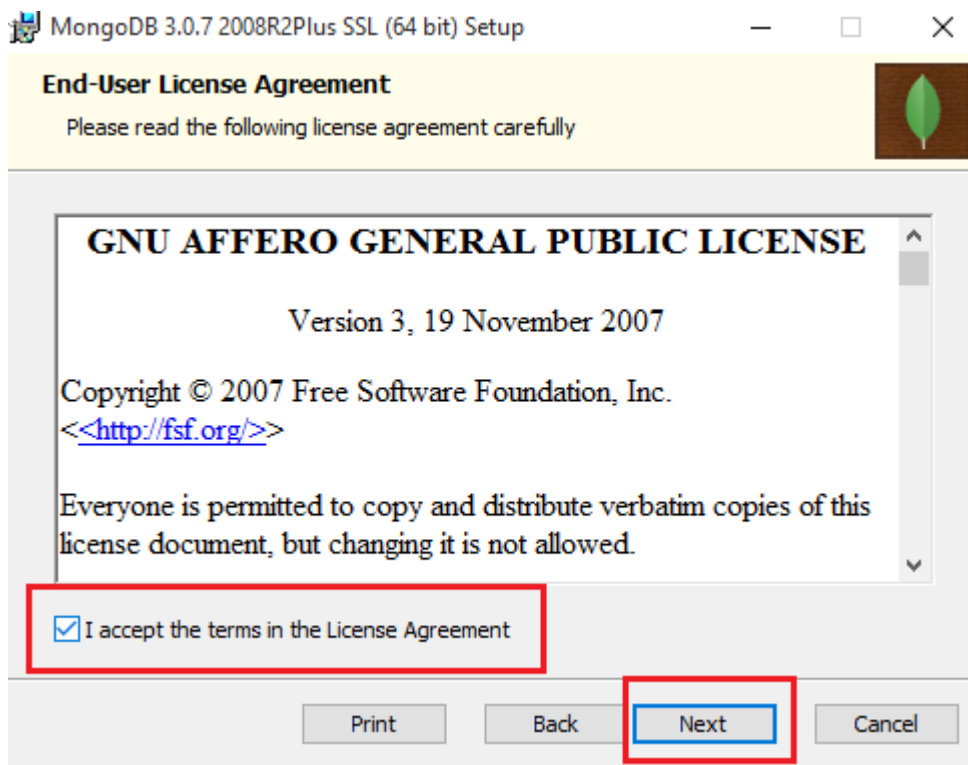 MongoDB 3.0.7 2008R2Plus SSL (64 bit) Setup
End-User License Agreement
Please read the following license agreement carefully
GNU AFFERO GENERAL PUBLIC LICENSE
Version 3, 19 November 2007
Copyright © 2007 Free Software Foundation, Inc.
<<http://fsf.org/>>
Everyone is permitted to copy and distribute verbatim copies of this
license document, but changing it is not allowed.
I accept the terms in the License Agreement
Print Back Next Cancel